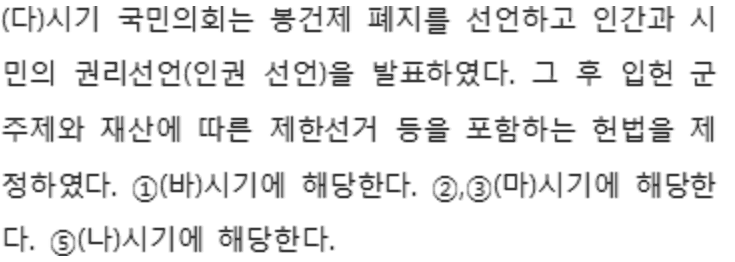 (다)시기 국민의회는 봉건제 폐지를 선언하고 인간과 시
민의 권리선언(인권 선언)을 발표하였다. 그 후 입헌 군
주제와 재산에 따른 제한선거 등을 포함하는 헌법을 제
정하였다. ①(바)시기에 해당한다. ②,③(마)시기에 해당한
다. ⑤(나)시기에 해당한다.